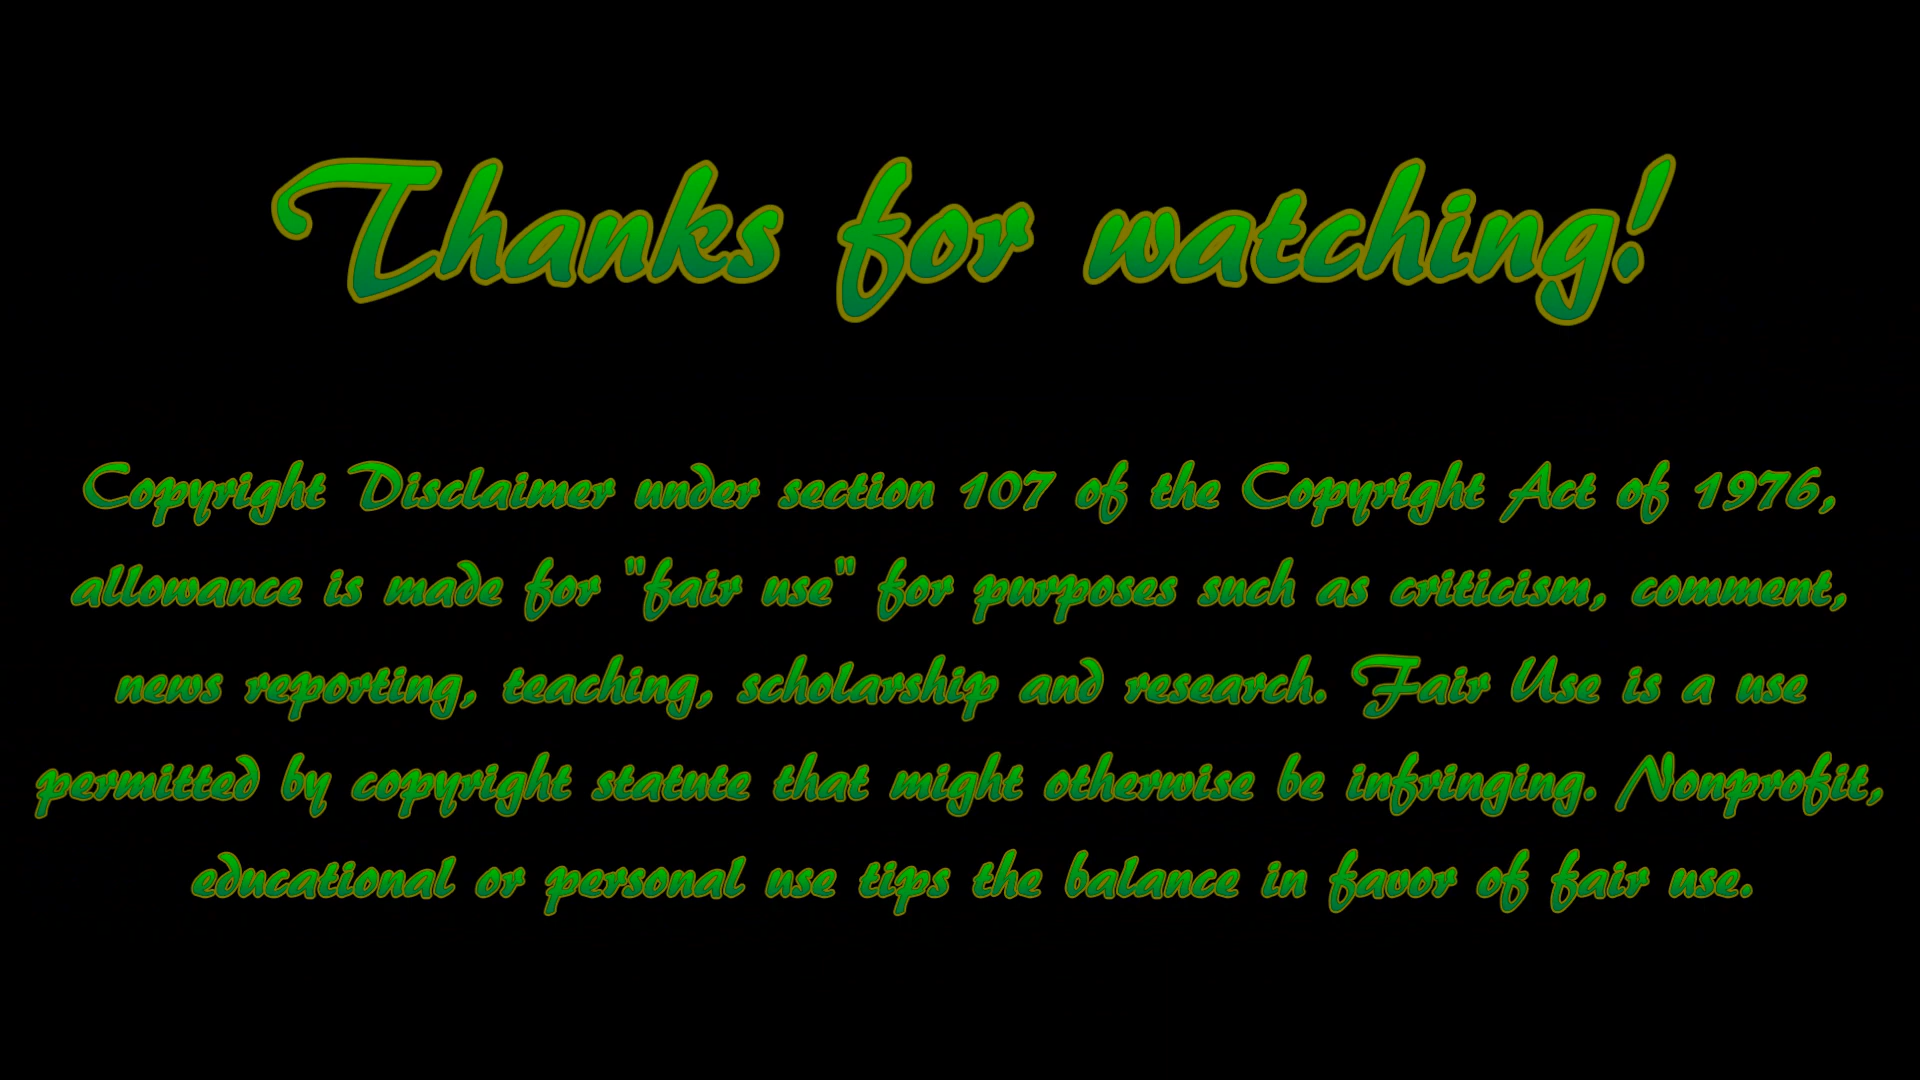 Thanks for watching!
Copyright Disclaimer under section 107 of the Copyright Act of 1976,
allowance is made for "fair use" for purposes such as criticism, comment,
news reporting, teaching, scholarship and research. Fair Use is a use
permitted by copyright statute that might otherwise be infringing. Nonprofit,
educational or personal use tips the balance in favor of fair use.